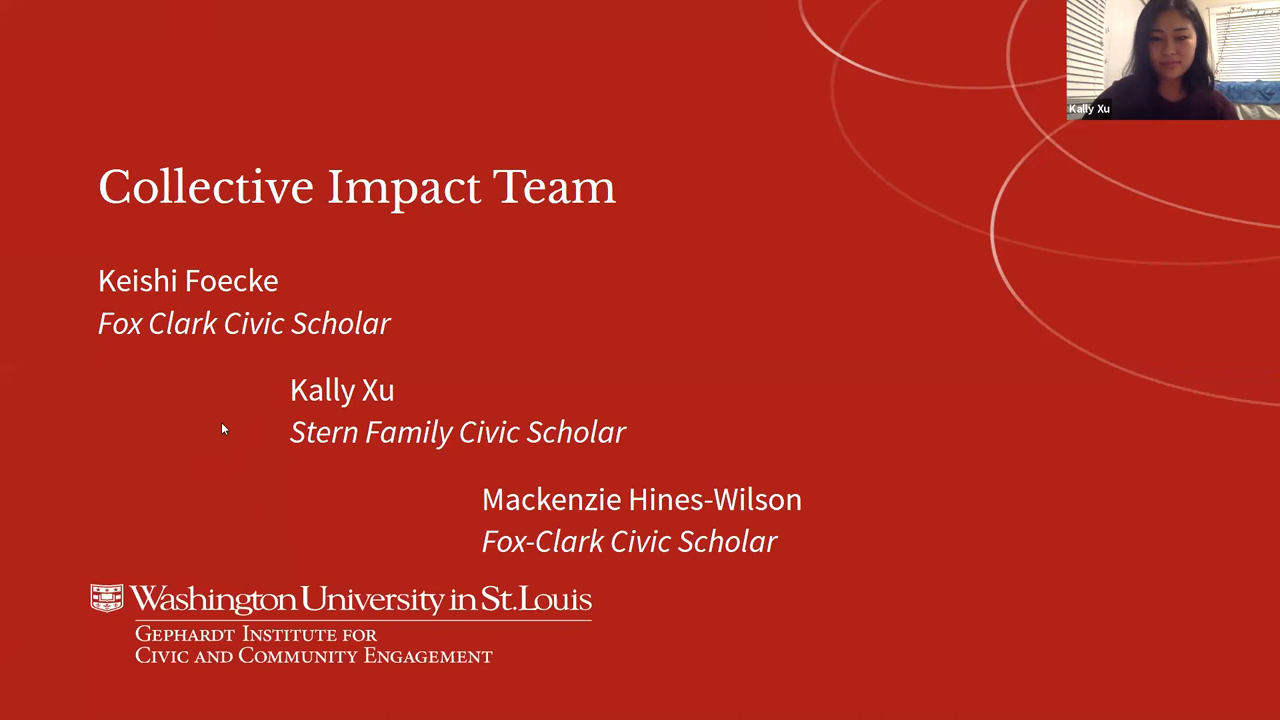 Kally Xu
Collective Impact Team
Keishi Foecke
Fox Clark Civic Scholar
Kally Xu
Stern Family Civic Scholar
Mackenzie Hines-Wilson
Fox-Clark Civic Scholar
Washington University in St. Louis
Gephardt Institute for
Civic and Community Engagement